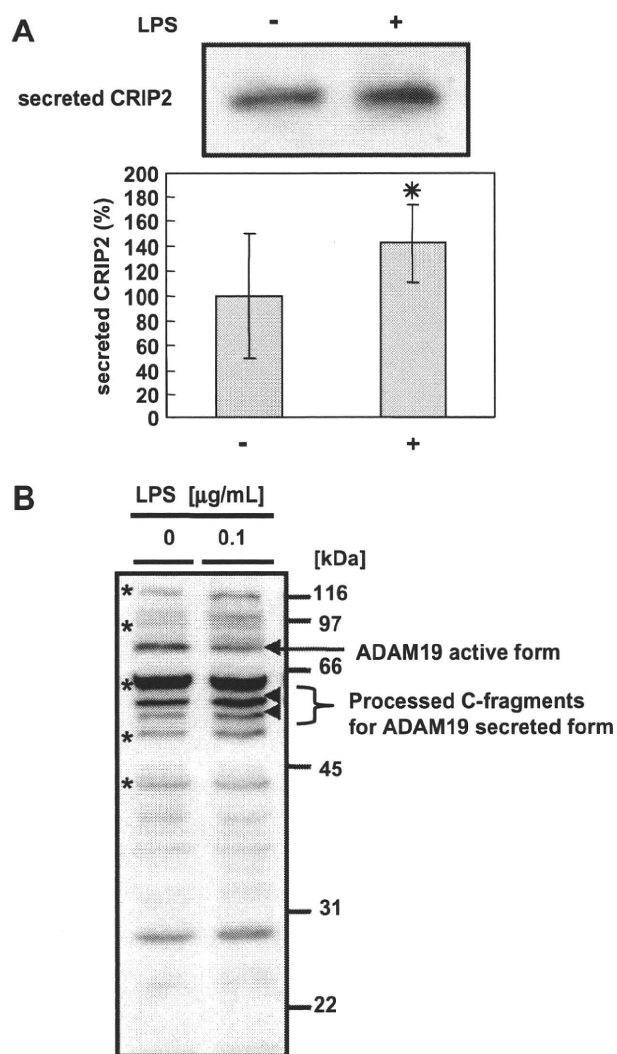 A
LPS - +
secreted CRIP2
secreted CRIP2 (%)
200
180
160
140
120
100
80
60
40
20
0
*
- +
B
LPS [μg/mL]
0 0.1
[kDa]
* 116
* 97
ADAM19 active form
66
* Processed C-fragments
for ADAM19 secreted form
*
45
*
31
22